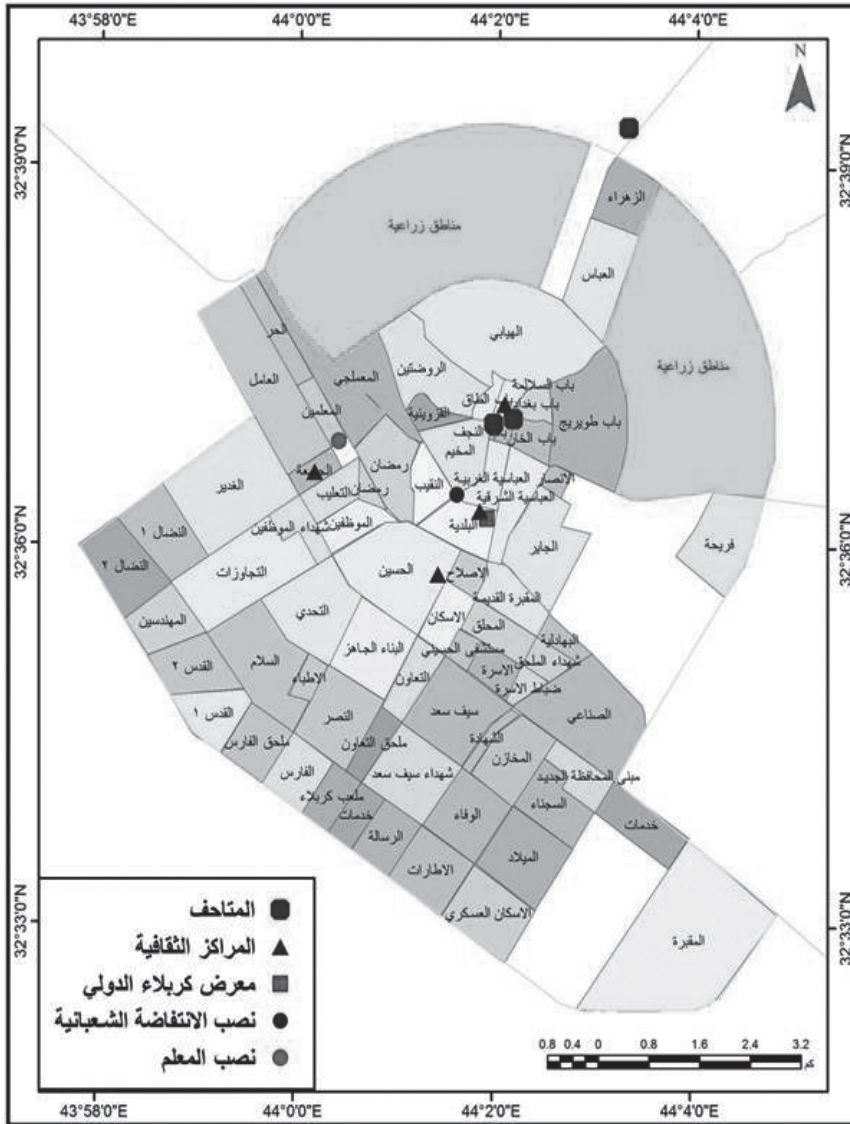 43°58'0"E 44°0'0"E 44°2'0"E 44°4'0"E
N
32°39'0"N 32°39'0"N
الزهراء
مناطق زراعية
العباس
الحر
الهيابي
العامل
المعملجي
الروضتين
مناطق زراعية
باب السلالمة
باب الطاق
باب بغداد
المعلمين
القزوينية
باب طويريج
باب النجف
باب الخان
المخيم
رمضان
الجمعية
النقيب
العباسية الغربية
الانصار
الغدير
التعليب
رمضان
العباسية الشرقية
النضال ١
شهداء الموظفين
الموظفين
البلدية
32°36'0"N 32°36'0"N
الجاير
فريحة
النضال ٢
التجاوزات
الحسين
الاصلاح
المقبرة القديمة
المهندسين
التحدي
الاسكان
الملحق
البهادلية
البناء الجاهز
مستشفى الحسيني
شهداء الملحق
القدس ٢
السلام
الاطباء
التعاون
الاسرة
ضباط الاسرة
القدس ١
النصر
سيف سعد
الصناعي
ملحق الفارس
ملحق التعاون
الشهادة
المخازن
الفارس
شهداء سيف سعد
مبنى المحافظة الجديد
ملعب كربلاء
السجناء
خدمات
خدمات
الوفاء
الرسالة
الميلاد
الاطارات
الاسكان العسكري
المقبرة
32°33'0"N 32°33'0"N
المتاحف
المراكز الثقافية
معرض كربلاء الدولي
نصب الانتفاضة الشعبانية
نصب المعلم
0.8 0.4 0 0.8 1.6 2.4 3.2
كم
43°58'0"E 44°0'0"E 44°2'0"E 44°4'0"E